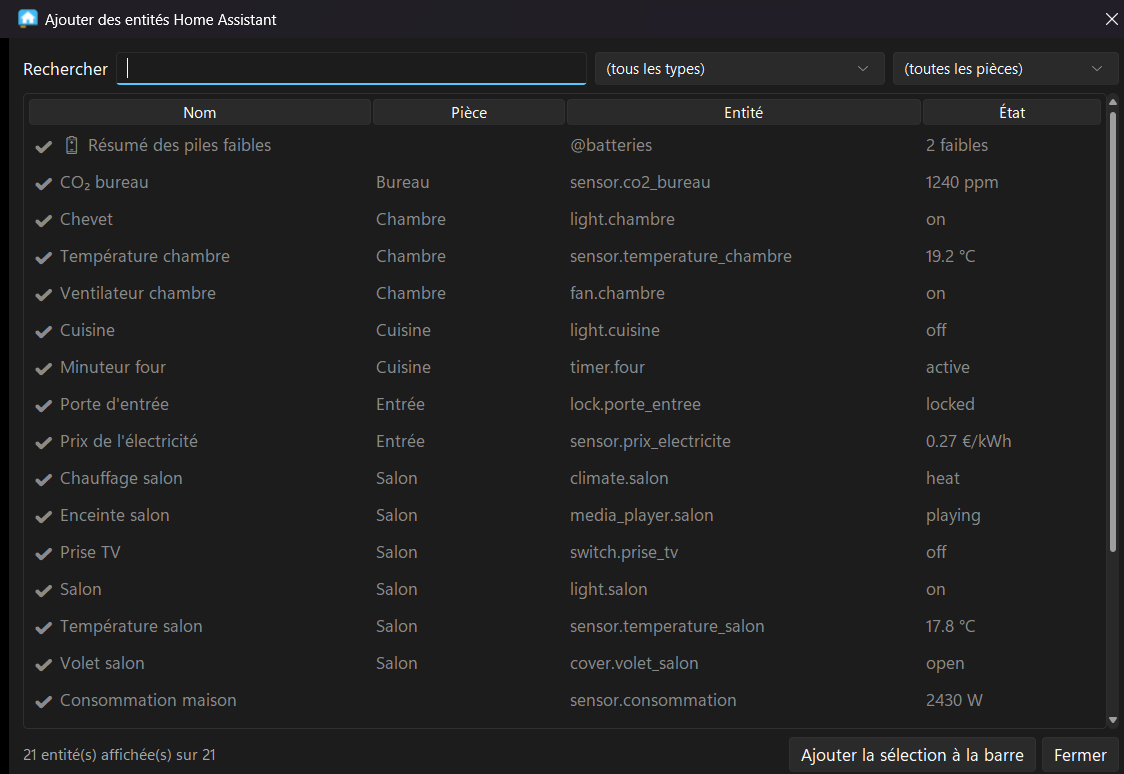 Ajouter des entités Home Assistant
Rechercher (tous les types) (toutes les pièces)
Nom Pièce Entité État
Résumé des piles faibles @batteries 2 faibles
CO₂ bureau Bureau sensor.co2_bureau 1240 ppm
Chevet Chambre light.chambre on
Température chambre Chambre sensor.temperature_chambre 19.2 °C
Ventilateur chambre Chambre fan.chambre on
Cuisine Cuisine light.cuisine off
Minuteur four Cuisine timer.four active
Porte d'entrée Entrée lock.porte_entree locked
Prix de l'électricité Entrée sensor.prix_electricite 0.27 €/kWh
Chauffage salon Salon climate.salon heat
Enceinte salon Salon media_player.salon playing
Prise TV Salon switch.prise_tv off
Salon Salon light.salon on
Température salon Salon sensor.temperature_salon 17.8 °C
Volet salon Salon cover.volet_salon open
Consommation maison sensor.consommation 2430 W
21 entité(s) affichée(s) sur 21 Ajouter la sélection à la barre Fermer